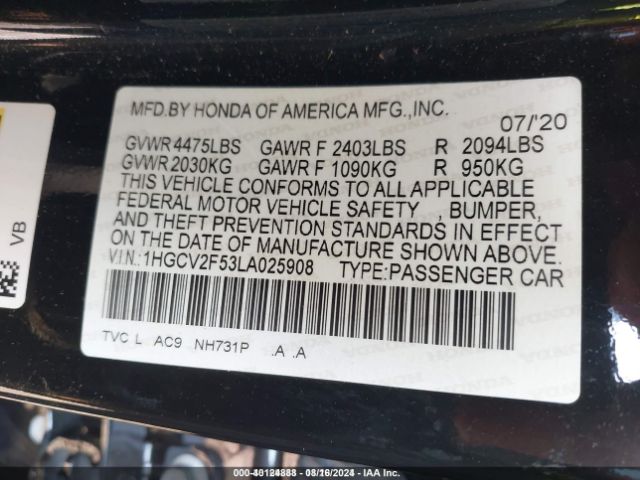 MFD.BY HONDA OF AMERICA MFG.,INC.
07/'20
GVWR 4475LBS GAWR F 2403LBS R 2094LBS
GVWR 2030KG GAWR F 1090KG R 950KG
THIS VEHICLE CONFORMS TO ALL APPLICABLE
FEDERAL MOTOR VEHICLE SAFETY , BUMPER,
AND THEFT PREVENTION STANDARDS IN EFFECT
ON THE DATE OF MANUFACTURE SHOWN ABOVE.
V.I.N.:1HGCV2F53LA025908 TYPE:PASSENGER CAR
TVC L AC9 NH731P .A .A
VB
- 08/16/2024 - IAA Inc.